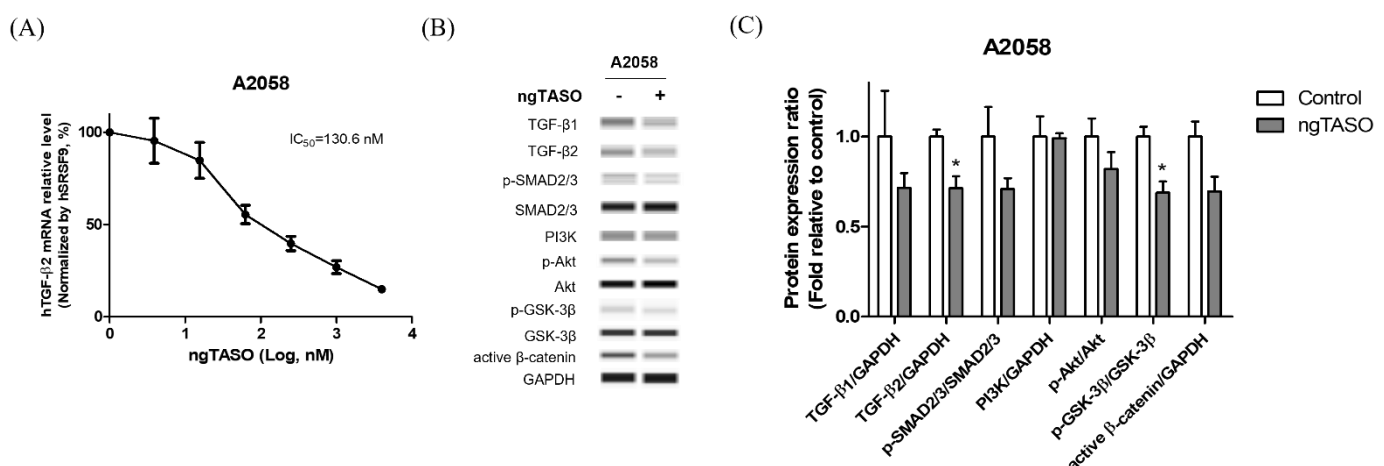 (A)
A2058
hTGF-β2 mRNA relative level
(Normalized by hSRSF9, %)
100
50
0
IC50=130.6 nM
0 1 2 3 4
ngTASO (Log, nM)
(B)
A2058
ngTASO - +
TGF-β1
TGF-β2
p-SMAD2/3
SMAD2/3
PI3K
p-Akt
Akt
p-GSK-3β
GSK-3β
active β-catenin
GAPDH
(C)
A2058
Protein expression ratio
(Fold relative to control)
1.0
0.5
0.0
* *
Control
ngTASO
TGF-β1/GAPDH
TGF-β2/GAPDH
p-SMAD2/3/SMAD2/3
PI3K/GAPDH
p-Akt/Akt
p-GSK-3β/GSK-3β
active β-catenin/GAPDH